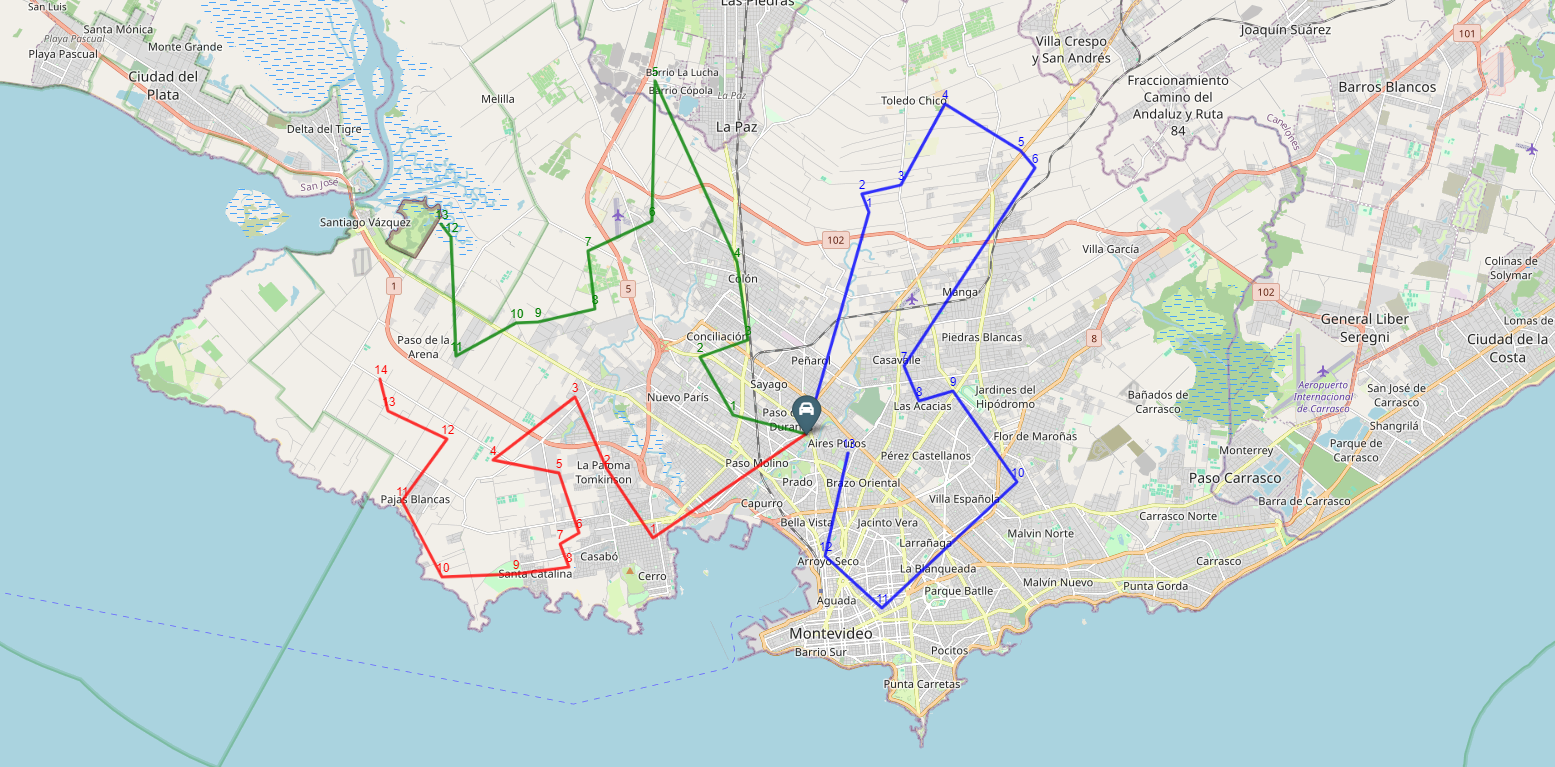 San Luis
Las Piedras
Santa Mónica
Playa Pascual
Monte Grande
Playa Pascual
Ciudad del
Plata
Villa Crespo
y San Andrés
Joaquín Suárez
101
5
Barrio La Lucha
Barrio Cópola
La Paz
La Paz
Melilla
Toledo Chico
4
Fraccionamiento
Camino del
Andaluz y Ruta
84
Barros Blancos
Canelones
Delta del Tigre
San José
5
6
2
3
1
Santiago Vázquez
13
12
6
7
4
102
Villa García
Colón
Colinas de
Solymar
1
5
Manga
102
3
10
9
11
Paso de la
Arena
Conciliación
3
2
Peñarol
Casavalle
7
Piedras Blancas
8
General Liber
Seregni
Lomas de
Ciudad de la
Costa
14
13
3
Nuevo París
Sayago
8
9
Las Acacias
Jardines del
Hipódromo
Bañados de
Carrasco
Aeropuerto
Internacional
de Carrasco
San José de
Carrasco
Shangrilá
1
Paso
Duran
12
4
5
2
La Paloma
Tomkinson
Paso Molino
Aires Puros
13
Pérez Castellanos
Flor de Maroñas
Monterrey
Parque de
Carrasco
Prado
Brazo Oriental
10
Paso Carrasco
11
Pajas Blancas
Capurro
Villa Española
Barra de Carrasco
1
6
7
Bella Vista
Jacinto Vera
Carrasco Norte
Larrañaga
Malvin Norte
8
Casabó
12
Arroyo Seco
La Blanqueada
Carrasco
10
9
Santa Catalina
Cerro
Malvín Nuevo
Punta Gorda
Aguada
11
Parque Batlle
Montevideo
Barrio Sur
Pocitos
Punta Carretas